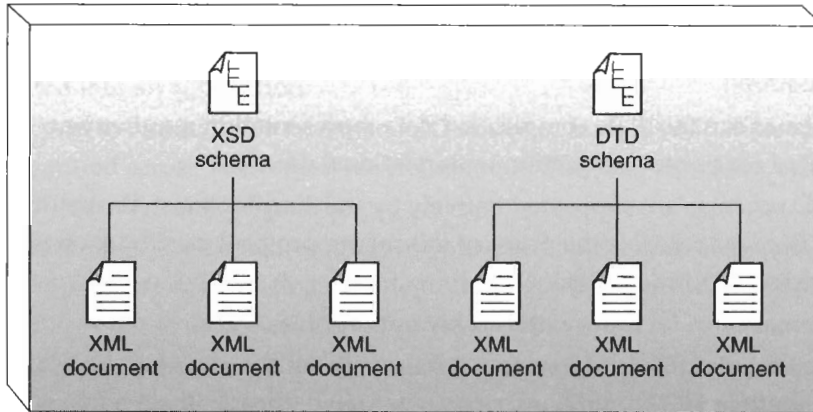 XSD
schema
DTD
schema
XML
document
XML
document
XML
document
XML
document
XML
document
XML
document